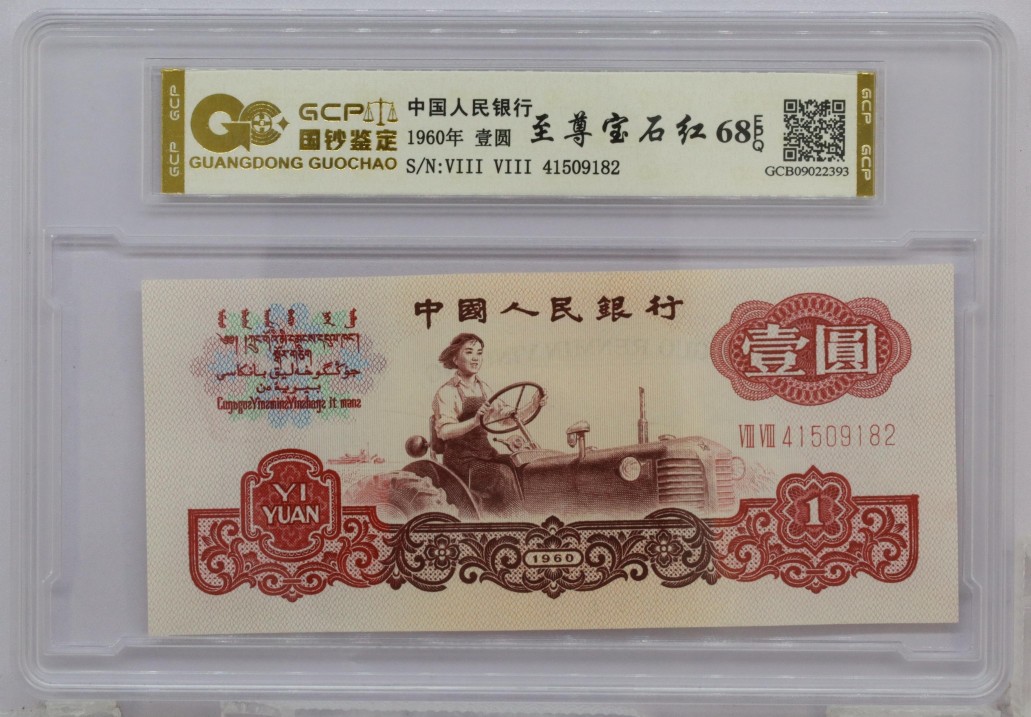 GCP
国钞鉴定
GUANGDONG GUOCHAO
中国人民银行
1960年 壹圆
至尊宝石红 68 EPQ
S/N:VIII VIII 41509182
GCB09022393
GCP GCP
GCP GCP
中國人民銀行
壹圓
VIII VIII 41509182
YI
YUAN
1960
1